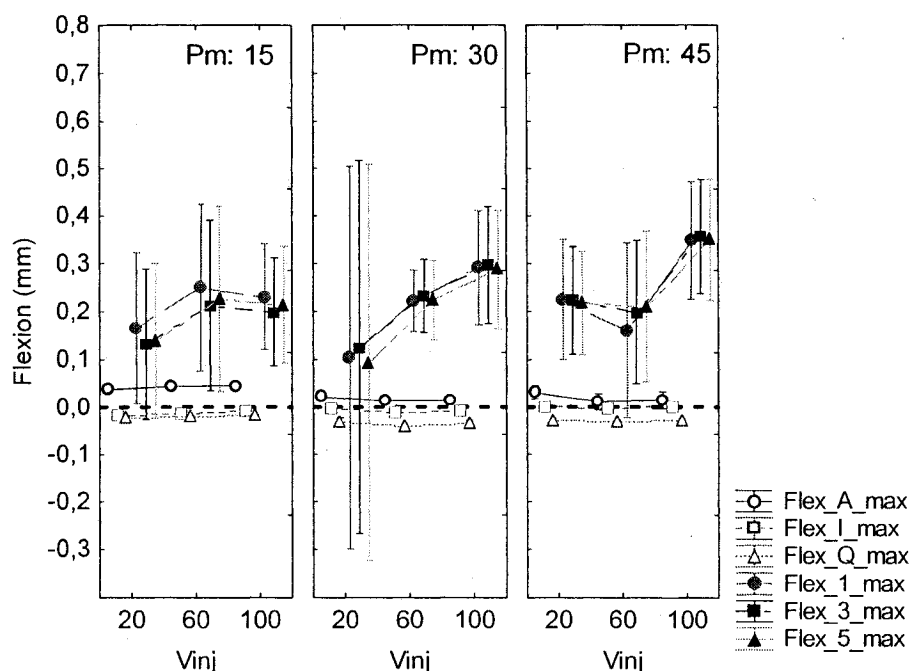 0,8
0,7
0,6
0,5
0,4
0,3
0,2
0,1
0,0
-0,1
-0,2
-0,3
Flexion (mm)
Pm: 15
Pm: 30
Pm: 45
20 60 100
20 60 100
20 60 100
Vinj
Vinj
Vinj
Flex_A_max
Flex_I_max
Flex_Q_max
Flex_1_max
Flex_3_max
Flex_5_max